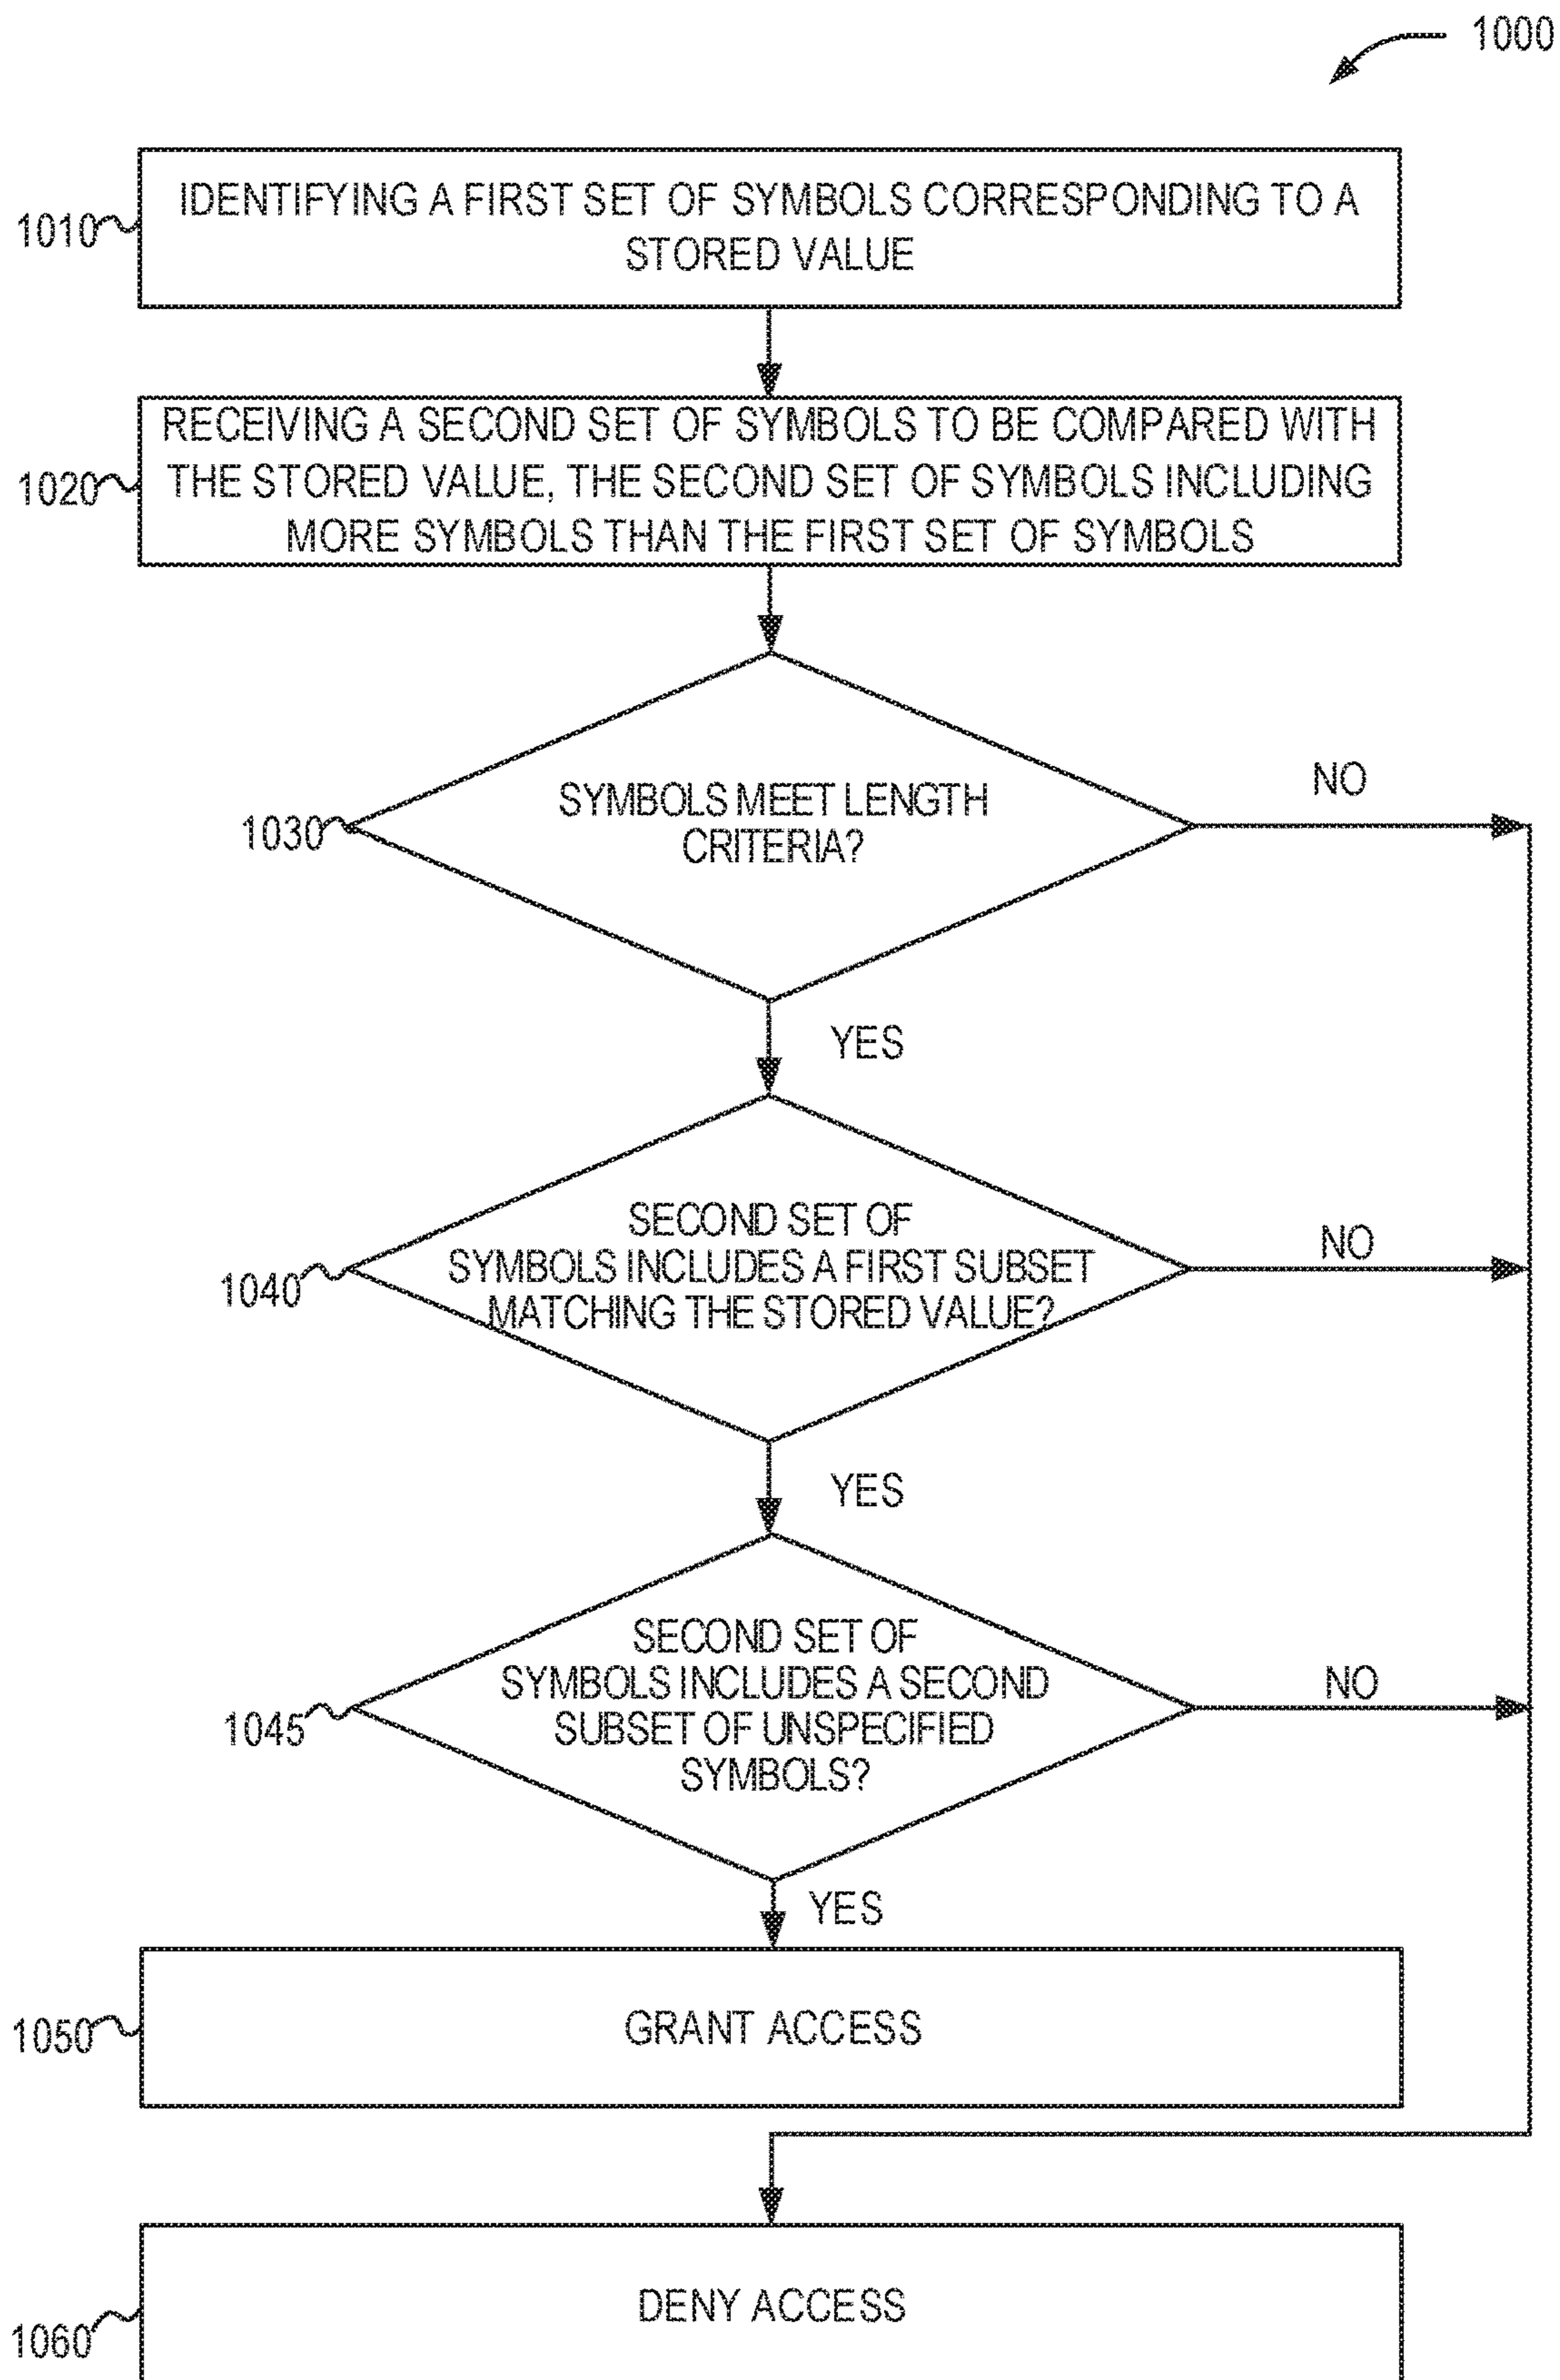 1000
IDENTIFYING A FIRST SET OF SYMBOLS CORRESPONDING TO A
STORED VALUE
1010
RECEIVING A SECOND SET OF SYMBOLS TO BE COMPARED WITH
THE STORED VALUE, THE SECOND SET OF SYMBOLS INCLUDING
MORE SYMBOLS THAN THE FIRST SET OF SYMBOLS
1020
SYMBOLS MEET LENGTH
CRITERIA?
1030
NO
YES
SECOND SET OF
SYMBOLS INCLUDES A FIRST SUBSET
MATCHING THE STORED VALUE?
1040
NO
YES
SECOND SET OF
SYMBOLS INCLUDES A SECOND
SUBSET OF UNSPECIFIED
SYMBOLS?
1045
NO
YES
GRANT ACCESS
1050
DENY ACCESS
1060